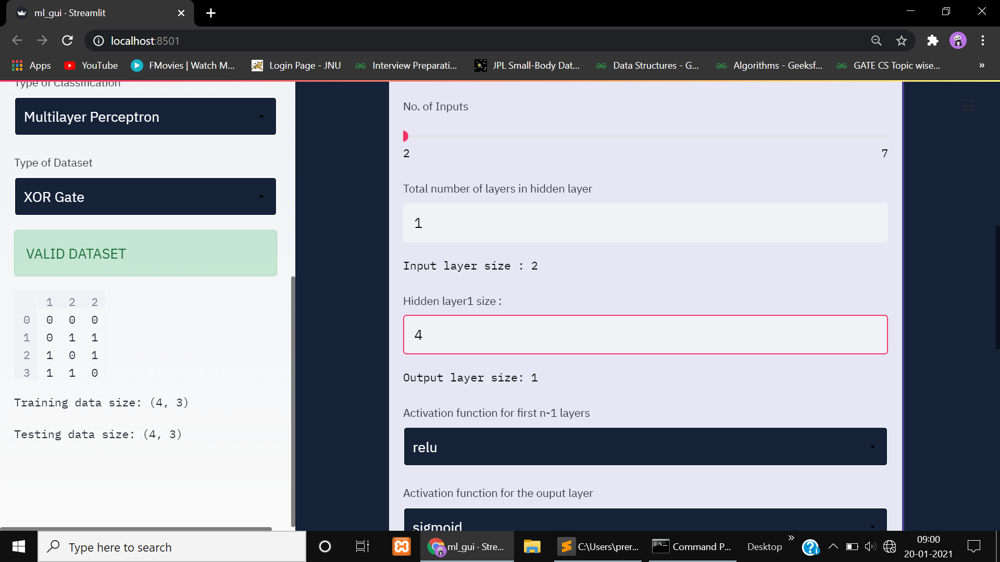 ml_gui · Streamlit
localhost:8501
Apps
YouTube
FMovies | Watch M...
Login Page - JNU
Interview Preparati...
JPL Small-Body Dat...
Data Structures - G...
Algorithms - Geeksf...
GATE CS Topic wise...
»
Type of Classification
Multilayer Perceptron
Type of Dataset
XOR Gate
VALID DATASET
1 2 2
0 0 0 0
1 0 1 1
2 1 0 1
3 1 1 0
Training data size: (4, 3)
Testing data size: (4, 3)
No. of Inputs
2 7
Total number of layers in hidden layer
1
Input layer size : 2
Hidden layer1 size :
4
Output layer size: 1
Activation function for first n-1 layers
relu
Activation function for the ouput layer
sigmoid
Type here to search
ml_gui · Stre...
C:\Users\prer...
Command P...
Desktop
»
09:00
20-01-2021